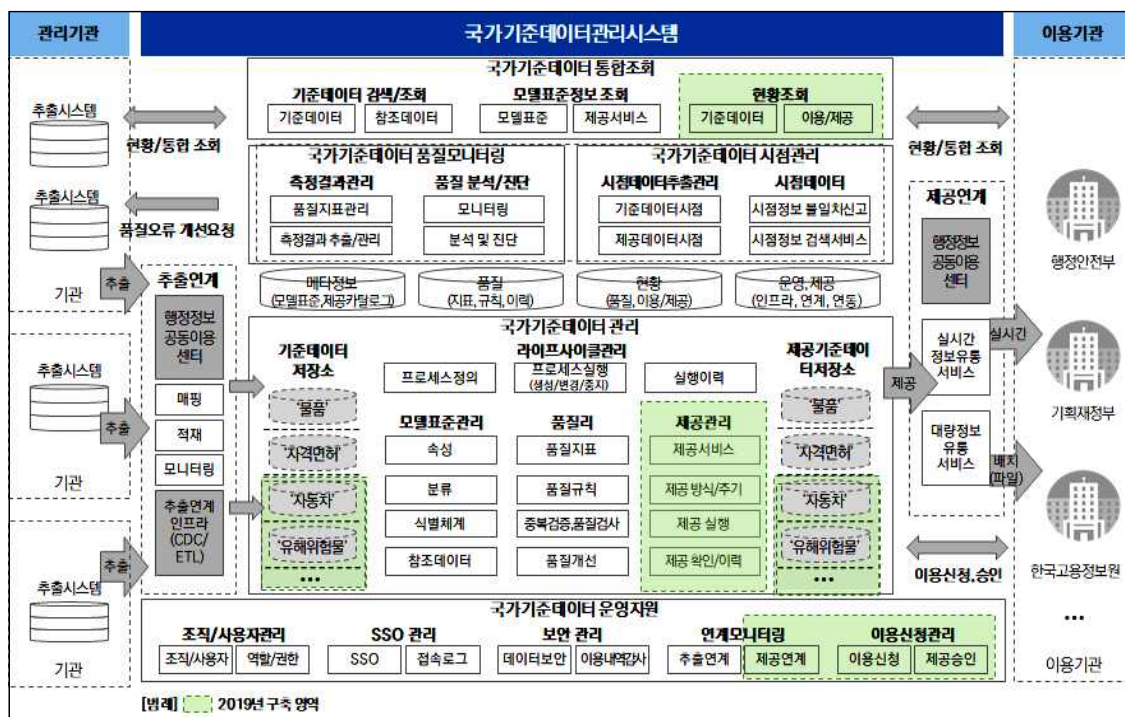 관리기관
국가기준데이터관리시스템
이용기관
국가기준데이터 통합조회
기준데이터 검색/조회
모델표준정보 조회
현황조회
기준데이터
참조데이터
모델표준
제공서비스
기준데이터
이용/제공
추출시스템
현황/통합 조회
추출시스템
품질오류 개선요청
기관
추출
추출시스템
추출
기관
추출
추출시스템
기관
추출연계
행정정보
공동이용
센터
매핑
적재
모니터링
추출연계
인프라
(CDC/
ETL)
국가기준데이터 품질모니터링
측정결과관리
품질 분석/진단
품질지표관리
모니터링
측정결과 추출/관리
분석 및 진단
국가기준데이터 시점관리
시점데이터추출관리
시점데이터
기준데이터시점
시점정보 불일치신고
제공데이터시점
시점정보 검색서비스
메타정보
(모델표준,제공카탈로그)
품질
(지표, 규칙, 이력)
현황
(품질, 이용/제공)
운영, 제공
(인프라, 연계, 연동)
국가기준데이터 관리
기준데이터
저장소
'물품'
'자격면허'
'자동차'
'유해위험물'
...
라이프사이클관리
프로세스정의
프로세스실행
(생성/변경/중지)
실행이력
모델표준관리
속성
분류
식별체계
참조데이터
품질리
품질지표
품질규칙
중복검증,품질검사
품질개선
제공관리
제공서비스
제공 방식/주기
제공 실행
제공 확인/이력
제공기준데이
터저장소
'물품'
'자격면허'
'자동차'
'유해위험물'
...
국가기준데이터 운영지원
조직/사용자관리
SSO 관리
보안 관리
연계모니터링
이용신청관리
조직/사용자
역할/권한
SSO
접속로그
데이터보안
이용내역감사
추출연계
제공연계
이용신청
제공승인
현황/통합 조회
제공연계
행정정보
공동이용
센터
제공
실시간
정보유통
서비스
대량정보
유통
서비스
실시간
배치
(파일)
이용신청,승인
행정안전부
기획재정부
한국고용정보원
...
이용기관
[범례]
2019년 구축 영역